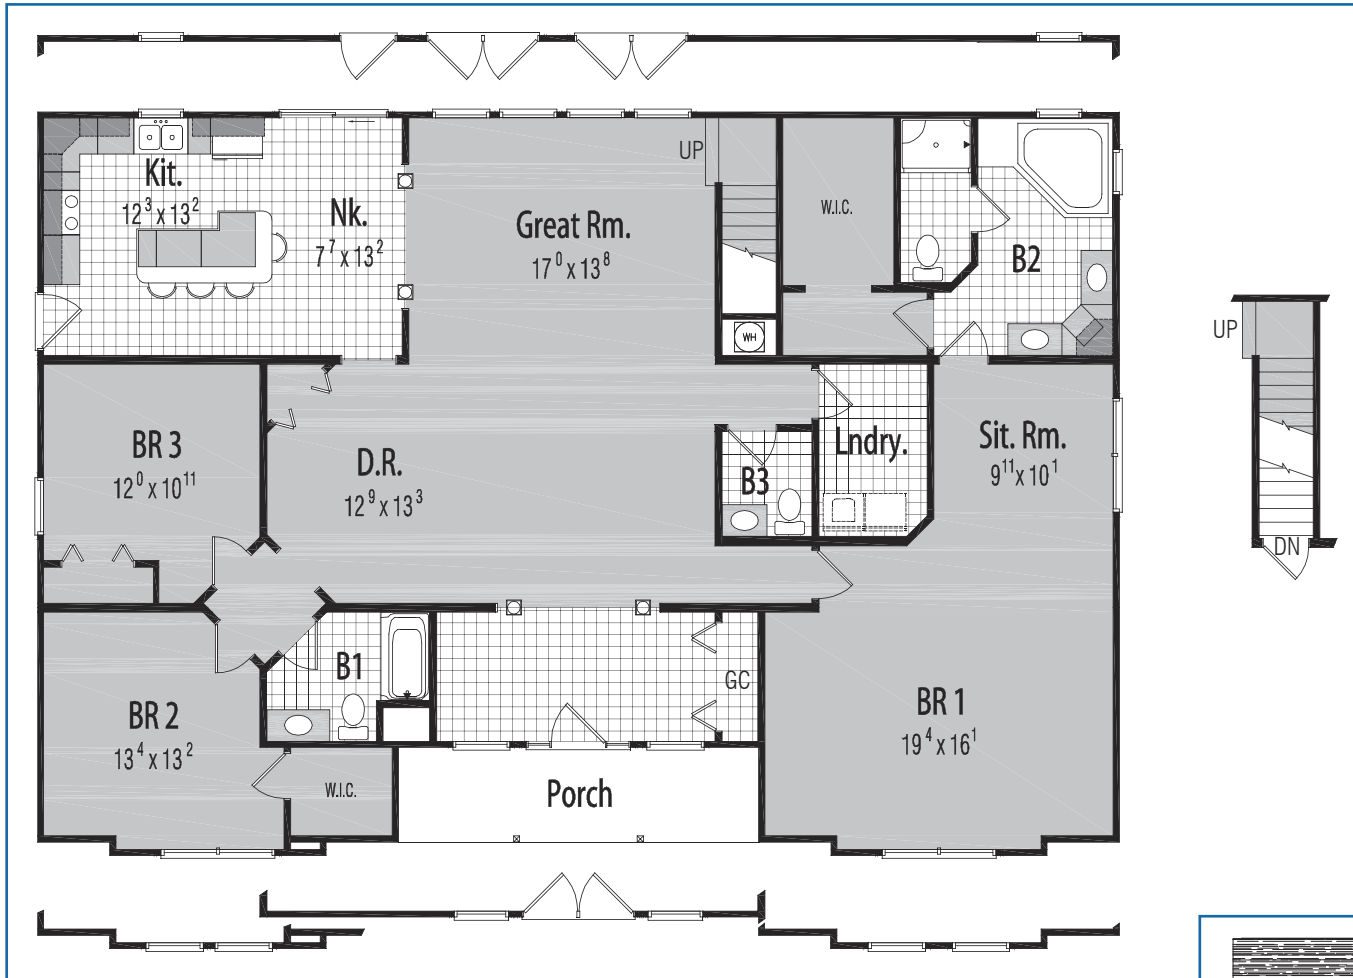 UP
Kit.
12³ x 13²
Nk.
7⁷ x 13²
Great Rm.
17⁰ x 13⁸
W.I.C.
B2
WH
UP
BR 3
12⁰ x 10¹¹
D.R.
12⁹ x 13³
B3
Lndry.
Sit. Rm.
9¹¹ x 10¹
DN
B1
GC
BR 2
13⁴ x 13²
BR 1
19⁴ x 16¹
W.I.C.
Porch